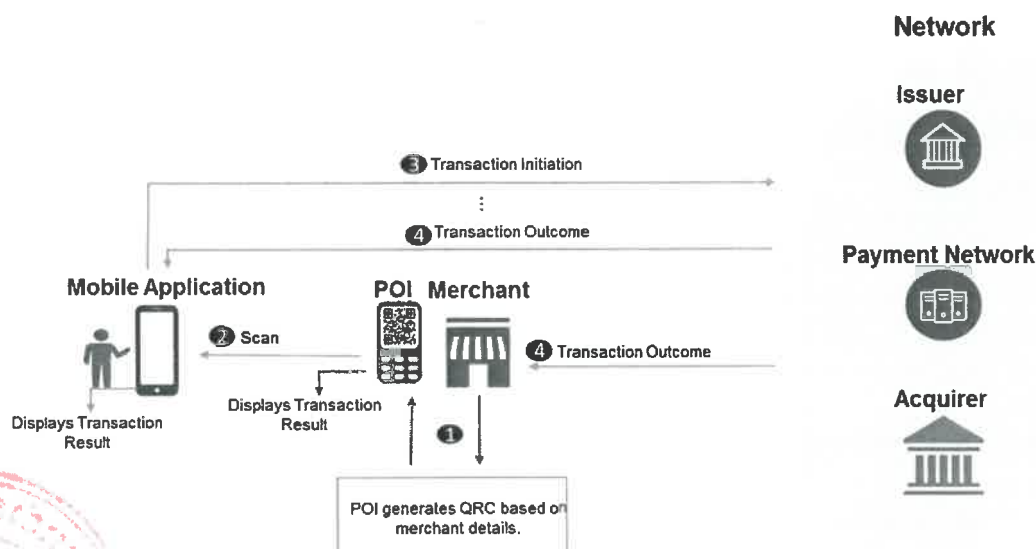 Network
Issuer
3 Transaction Initiation
4 Transaction Outcome
Payment Network
Mobile Application
POI Merchant
2 Scan
4 Transaction Outcome
Displays Transaction
Result
Displays Transaction
Result
Acquirer
1
POI generates QRC based on
merchant details.